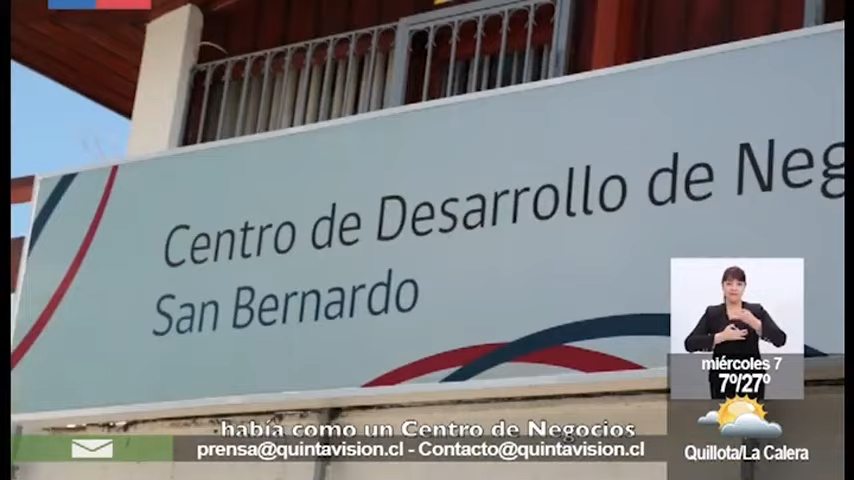 Centro de Desarrollo de Neg
San Bernardo
miércoles 7
7º/27º
había como un Centro de Negocios
prensa@quintavision.cl - Contacto@quintavision.cl
Quillota/La Calera